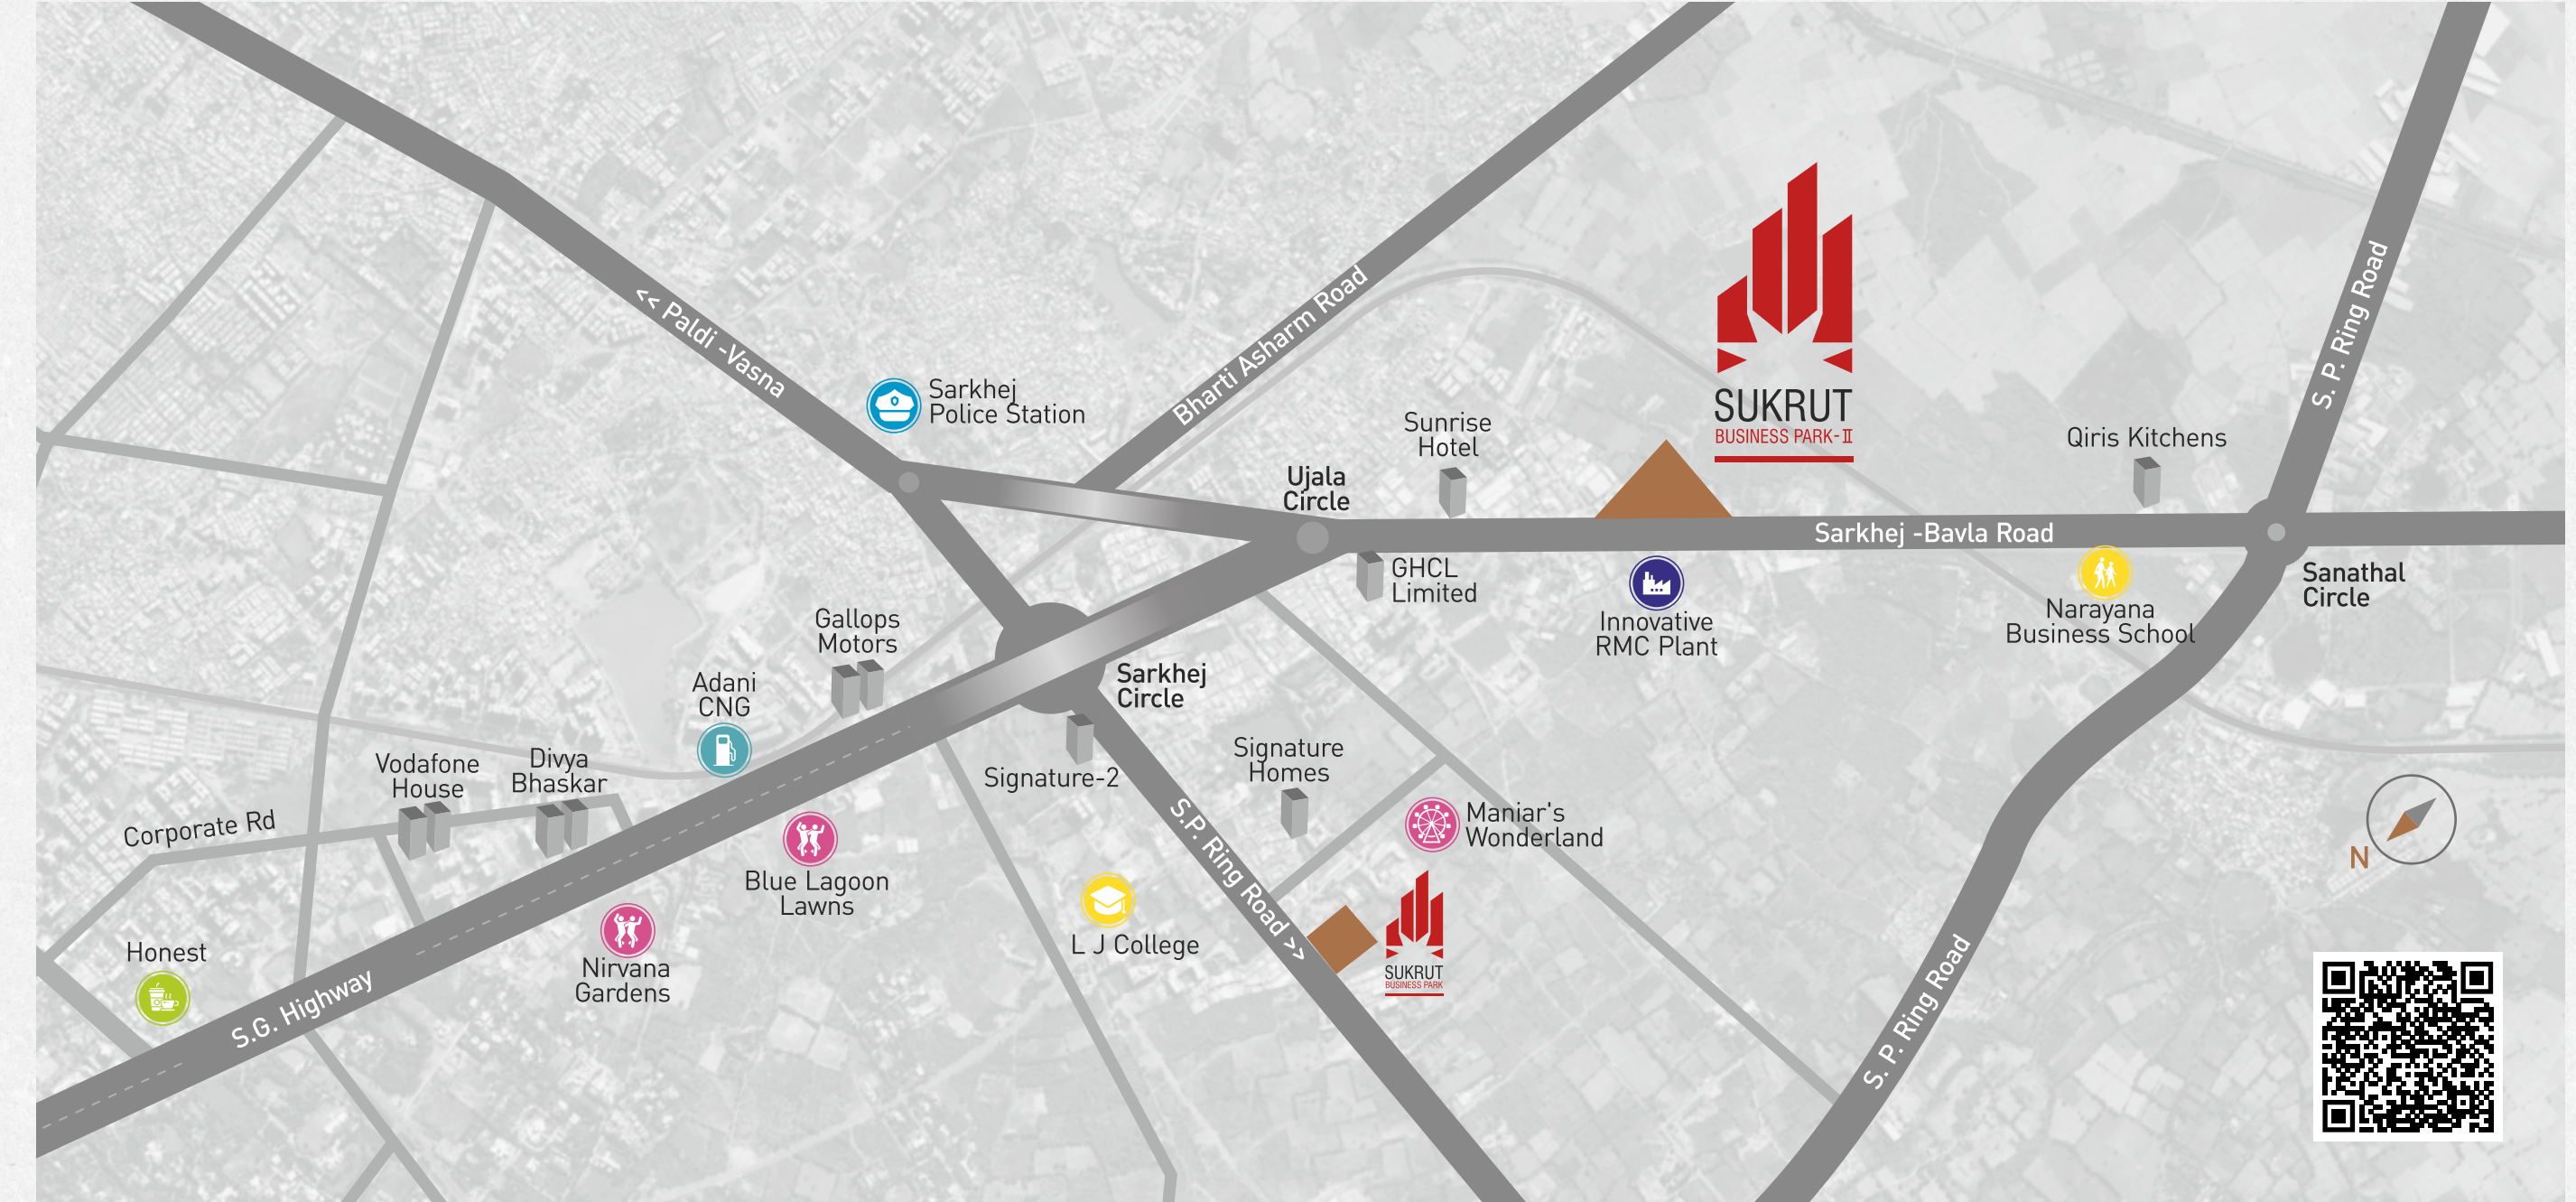 << Paldi -Vasna
Sarkhej
Police Station
Bharti Asharm Road
Ujala
Circle
Sunrise
Hotel
SUKRUT
BUSINESS PARK-II
Qiris Kitchens
S. P. Ring Road
Sarkhej -Bavla Road
GHCL
Limited
Innovative
RMC Plant
Narayana
Business School
Sanathal
Circle
Gallops
Motors
Adani
CNG
Sarkhej
Circle
Vodafone
House
Divya
Bhaskar
Signature-2
Signature
Homes
Maniar's
Wonderland
Corporate Rd
Blue Lagoon
Lawns
S.P. Ring Road >>
L J College
Honest
Nirvana
Gardens
S.G. Highway
SUKRUT
BUSINESS PARK
S. P. Ring Road
N